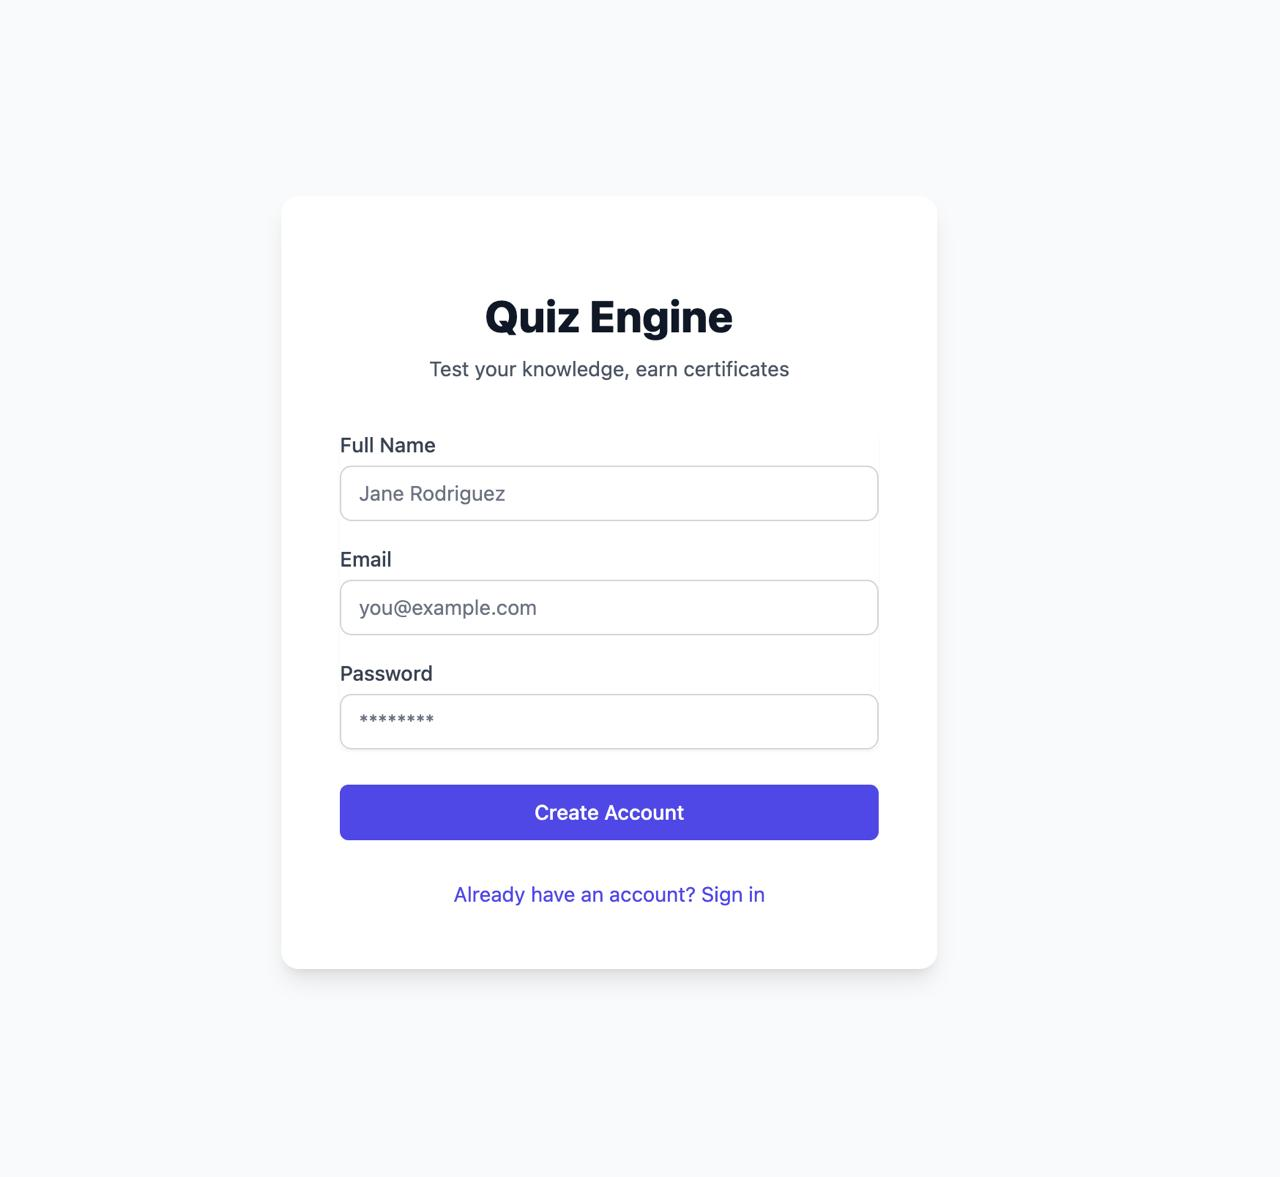 Quiz Engine
Test your knowledge, earn certificates
Full Name
Jane Rodriguez
Email
you@example.com
Password
********
Create Account
Already have an account? Sign in